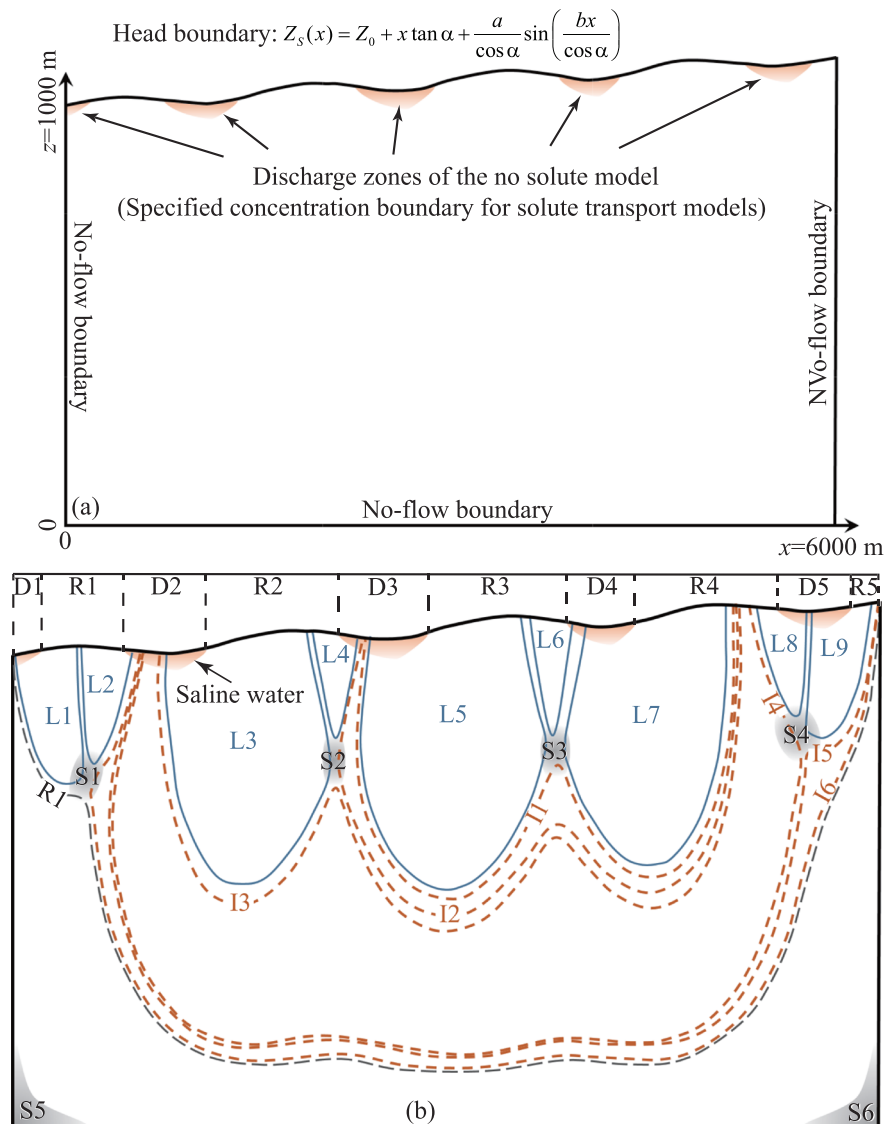 Head boundary: Z_S(x) = Z_0 + x tan α + a/cos α sin(bx/cos α)
z=1000 m
Discharge zones of the no solute model
(Specified concentration boundary for solute transport models)
No-flow boundary
NVo-flow boundary
(a)
No-flow boundary
0
0
x=6000 m
D1 R1 D2 R2 D3 R3 D4 R4 D5 R5
L1 L2 L3 L4 L5 L6 L7 L8 L9
Saline water
S1 S2 S3 S4
R1
I4
I5
I6
I1
I3
I2
S5
(b)
S6